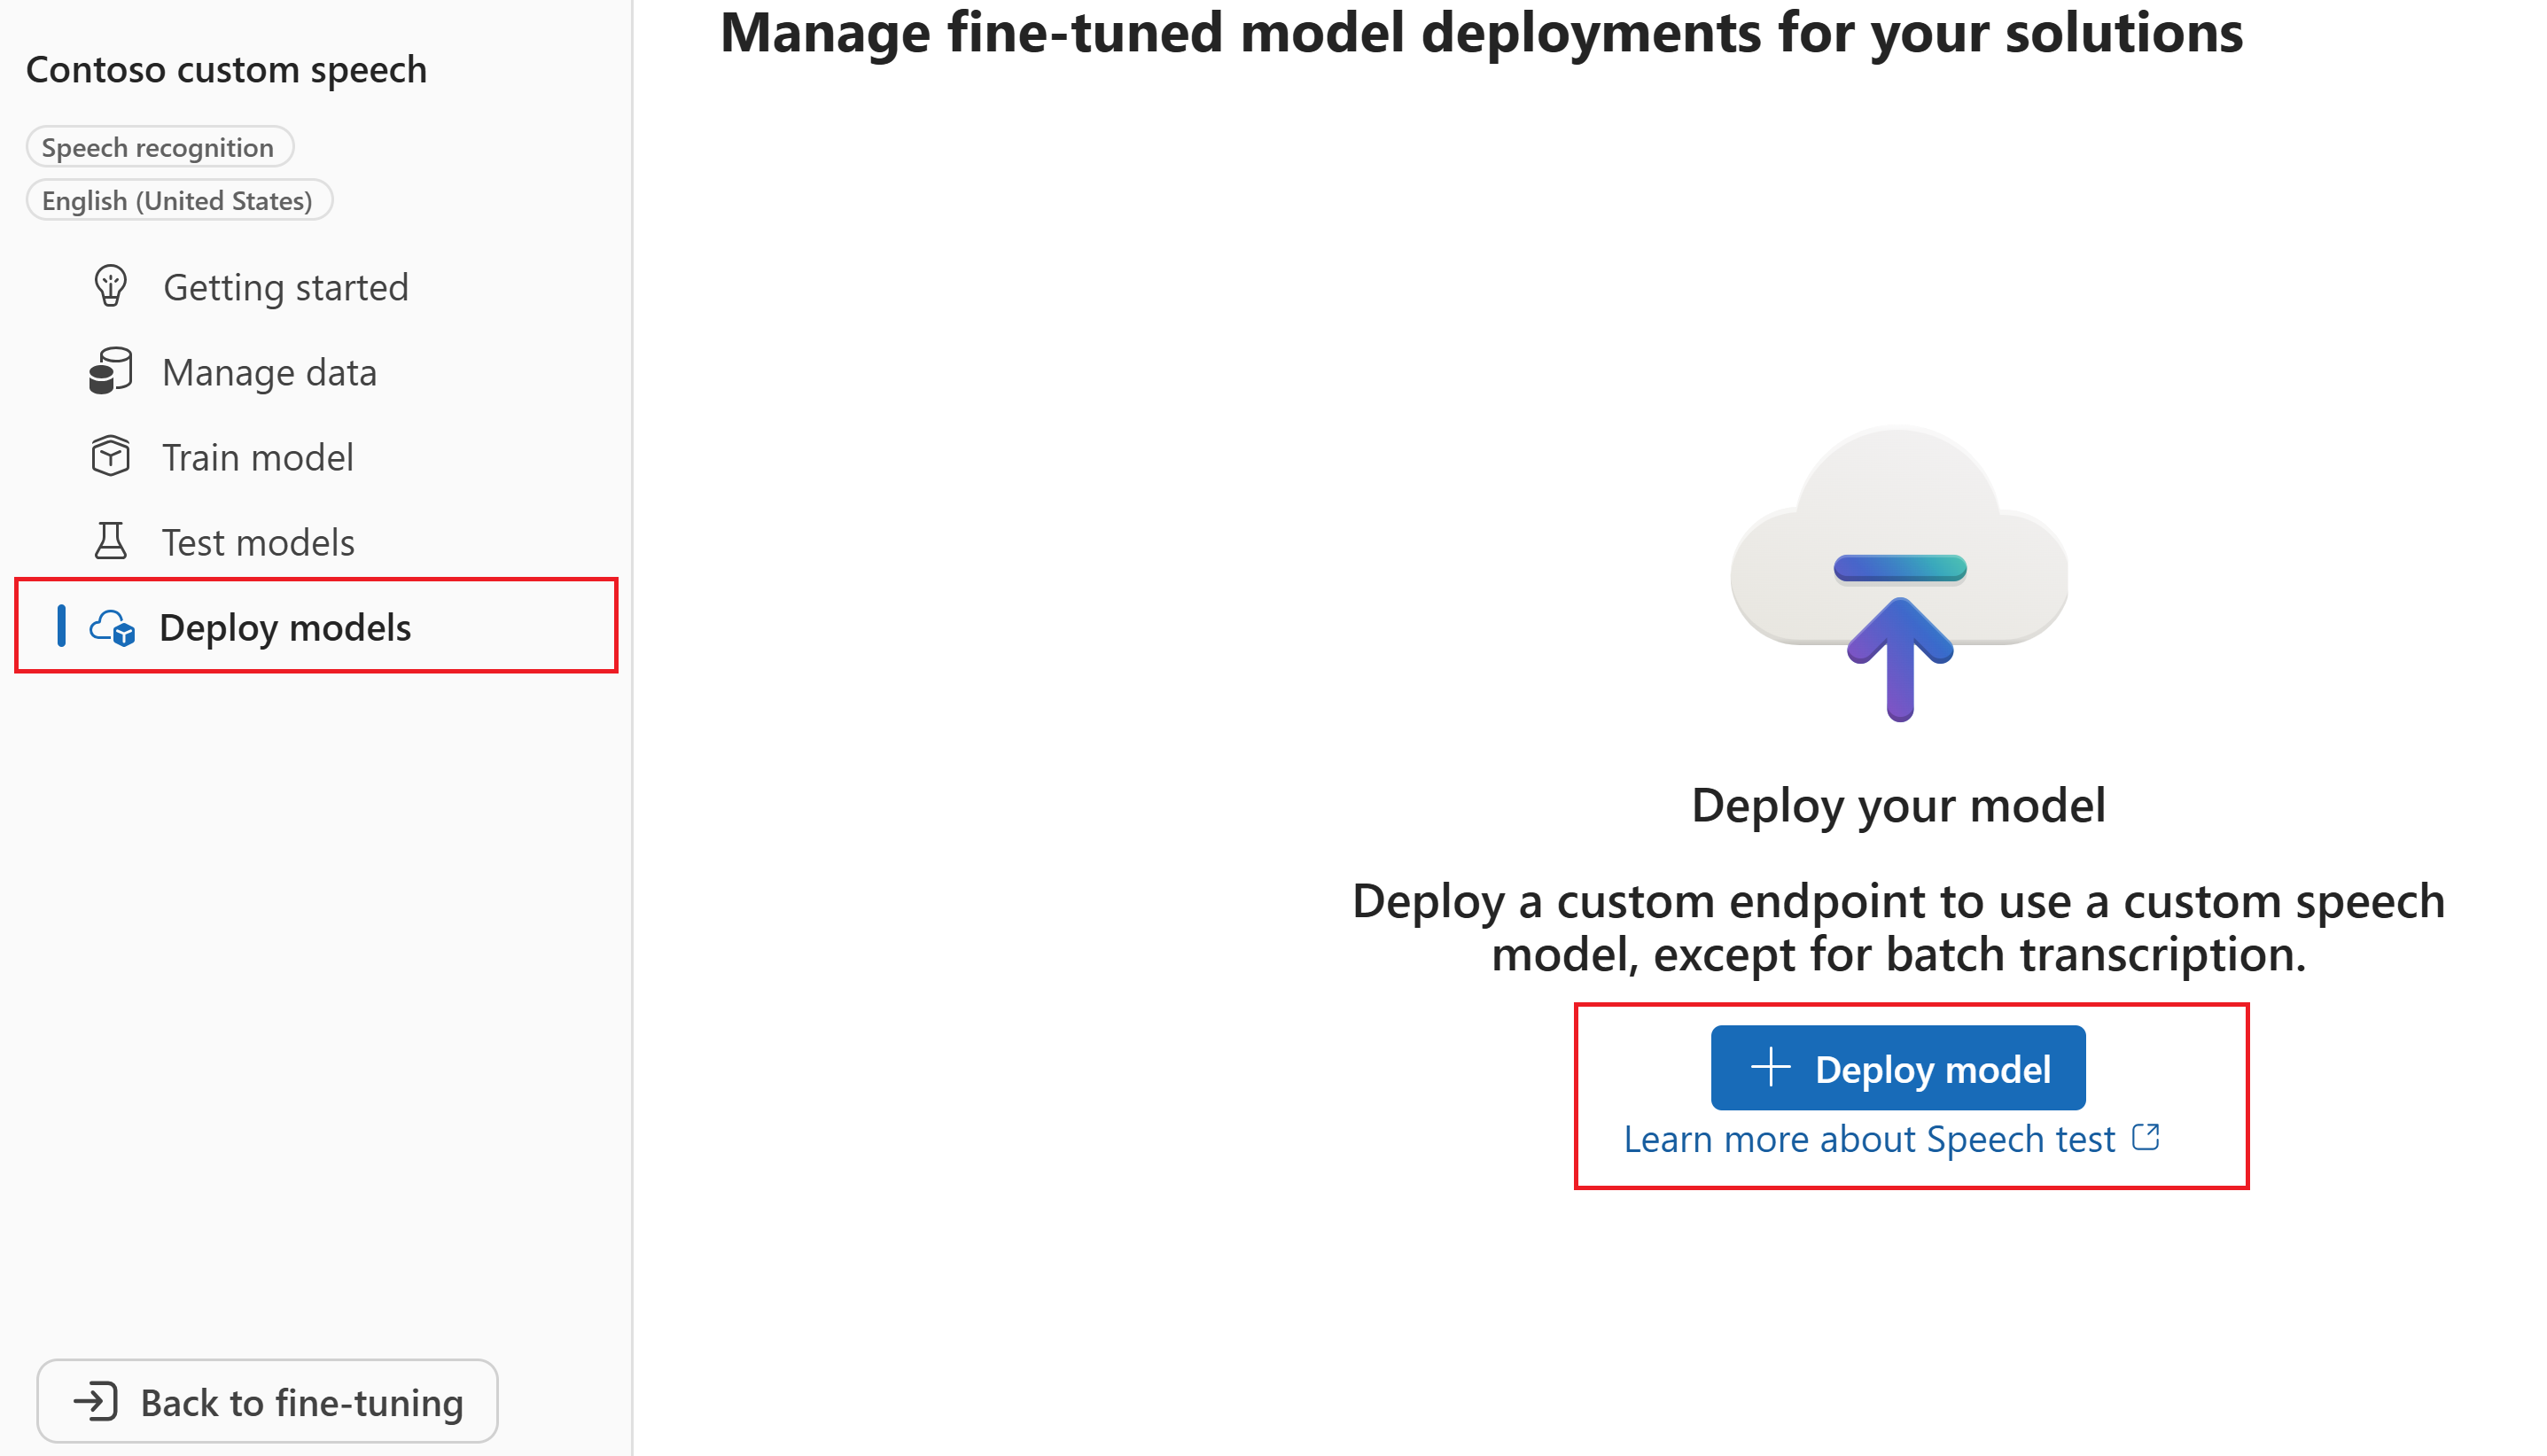 Contoso custom speech
Speech recognition
English (United States)
Getting started
Manage data
Train model
Test models
Deploy models
Back to fine-tuning
Manage fine-tuned model deployments for your solutions
Deploy your model
Deploy a custom endpoint to use a custom speech
model, except for batch transcription.
Deploy model
Learn more about Speech test